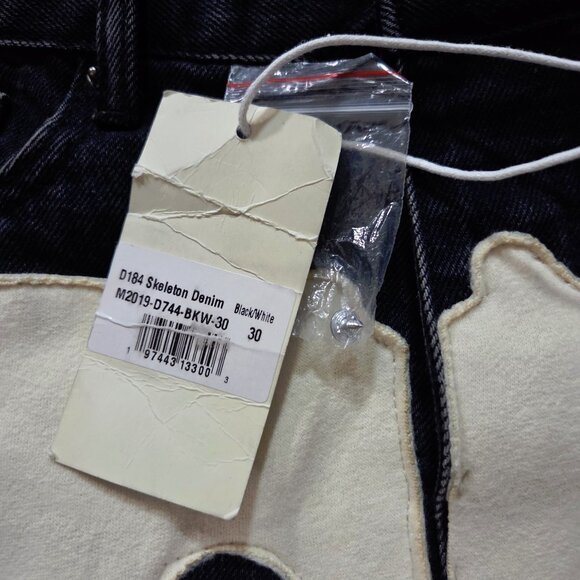 D184 Skeleton Denim
M2019-D744-BKW-30
Black/White
30
1 97443 13300 3